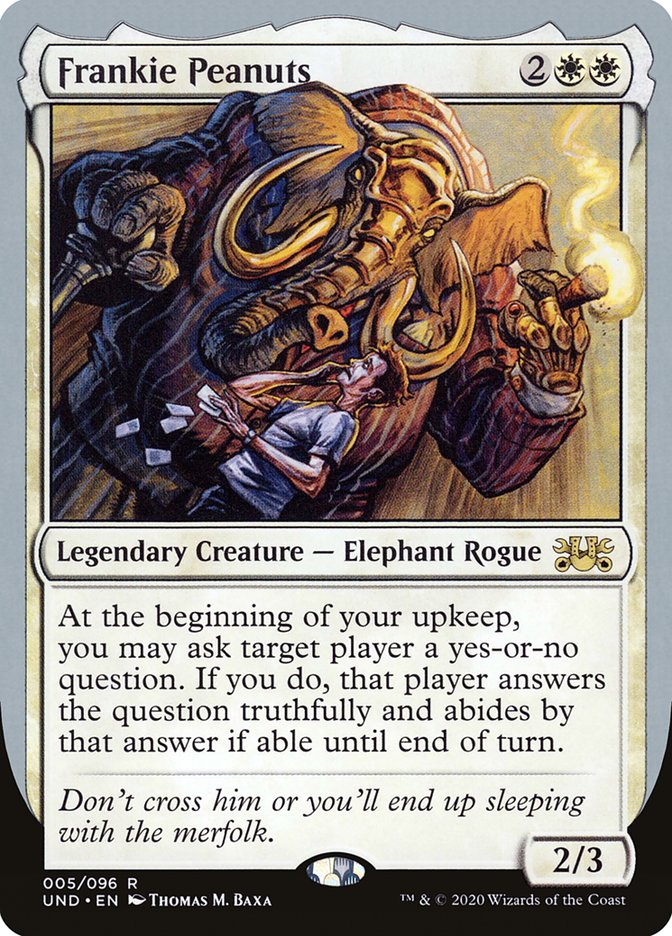 Frankie Peanuts 2
Legendary Creature — Elephant Rogue
At the beginning of your upkeep,
you may ask target player a yes-or-no
question. If you do, that player answers
the question truthfully and abides by
that answer if able until end of turn.
Don't cross him or you'll end up sleeping
with the merfolk.
2/3
005/096 R
UND • EN Thomas M. Baxa
™ & © 2020 Wizards of the Coast